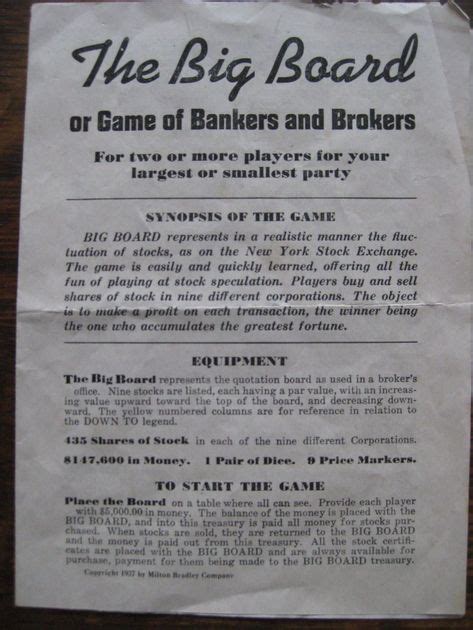 The Big Board
or Game of Bankers and Brokers
For two or more players for your
largest or smallest party
SYNOPSIS OF THE GAME
BIG BOARD represents in a realistic manner the fluc-
tuation of stocks, as on the New York Stock Exchange.
The game is easily and quickly learned, offering all the
fun of playing at stock speculation. Players buy and sell
shares of stock in nine different corporations. The object
is to make a profit on each transaction, the winner being
the one who accumulates the greatest fortune.
EQUIPMENT
The Big Board represents the quotation board as used in a broker's
office. Nine stocks are listed, each having a par value, with an increas-
ing value upward toward the top of the board, and decreasing down-
ward. The yellow numbered columns are for reference in relation to
the DOWN TO legend.
435 Shares of Stock in each of the nine different Corporations.
$147,600 in Money. 1 Pair of Dice. 9 Price Markers.
TO START THE GAME
Place the Board on a table where all can see. Provide each player
with $5,000.00 in money. The balance of the money is placed with the
BIG BOARD, and into this treasury is paid all money for stocks pur-
chased. When stocks are sold, they are returned to the BIG BOARD
and the money is paid out from this treasury. All the stock certifi-
cates are placed with the BIG BOARD and are always available for
purchase, payment for them being made to the BIG BOARD treasury.
Copyright 1937 by Milton Bradley Company